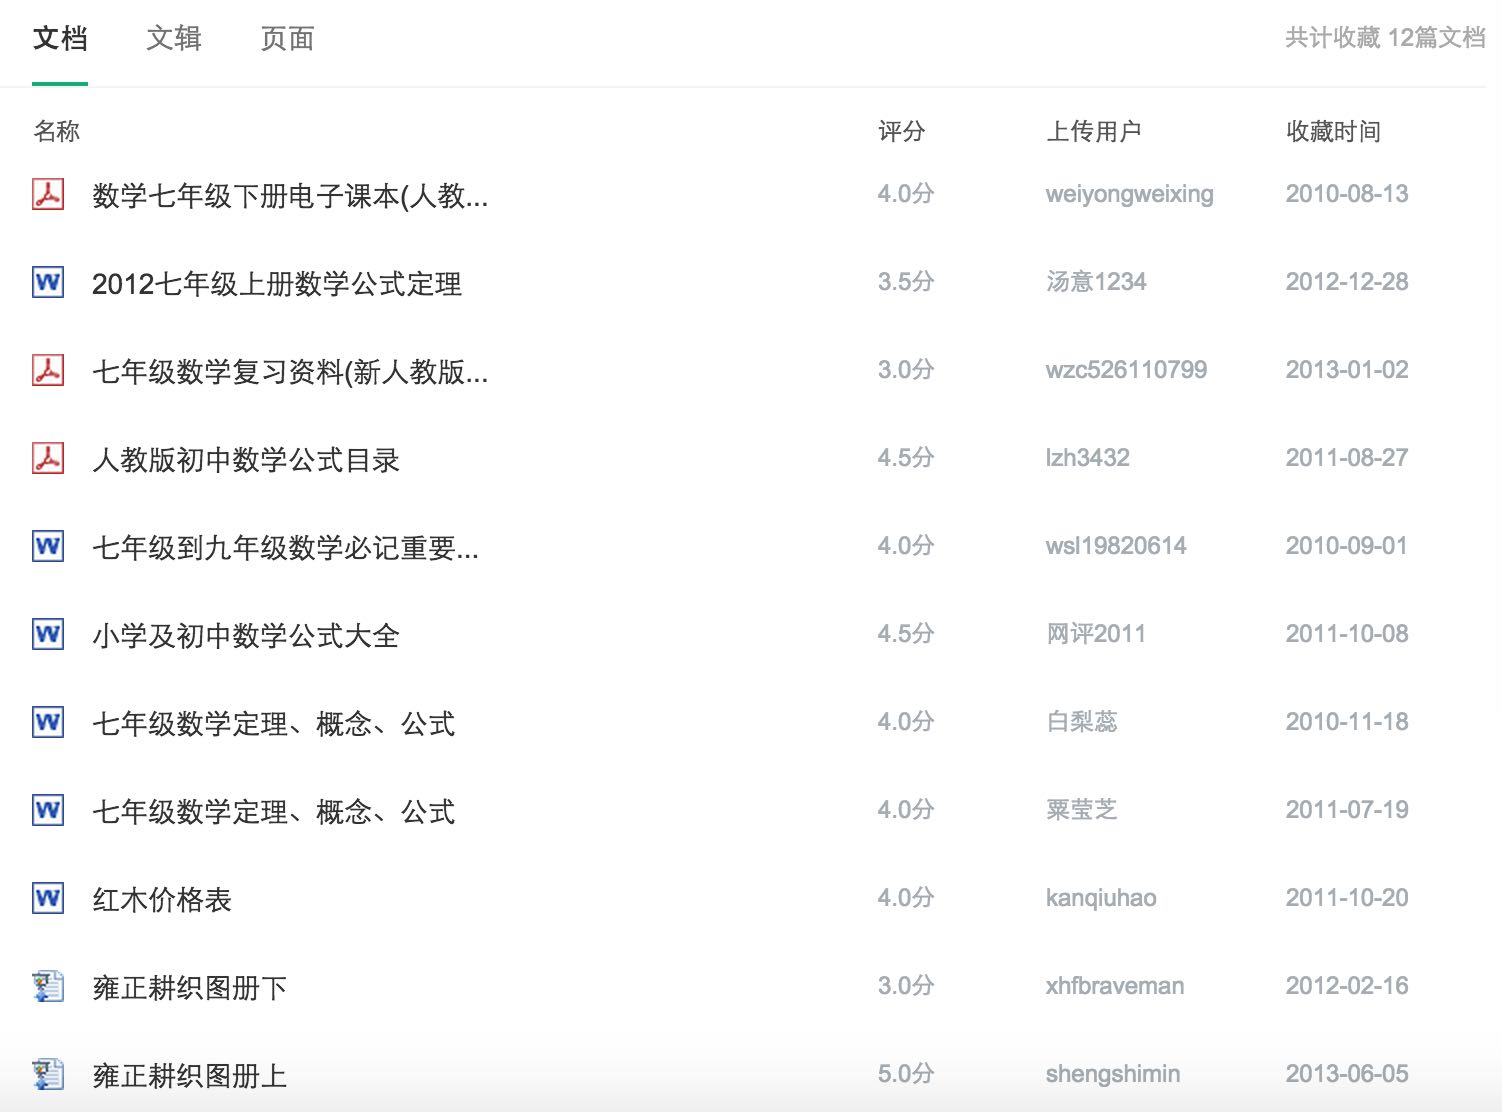 文档 文辑 页面 共计收藏 12篇文档
名称 评分 上传用户 收藏时间
数学七年级下册电子课本(人教... 4.0分 weiyongweixing 2010-08-13
2012七年级上册数学公式定理 3.5分 汤意1234 2012-12-28
七年级数学复习资料(新人教版... 3.0分 wzc526110799 2013-01-02
人教版初中数学公式目录 4.5分 lzh3432 2011-08-27
七年级到九年级数学必记重要... 4.0分 wsl19820614 2010-09-01
小学及初中数学公式大全 4.5分 网评2011 2011-10-08
七年级数学定理、概念、公式 4.0分 白梨蕊 2010-11-18
七年级数学定理、概念、公式 4.0分 粟莹芝 2011-07-19
红木价格表 4.0分 kanqiuhao 2011-10-20
雍正耕织图册下 3.0分 xhfbraveman 2012-02-16
雍正耕织图册上 5.0分 shengshimin 2013-06-05